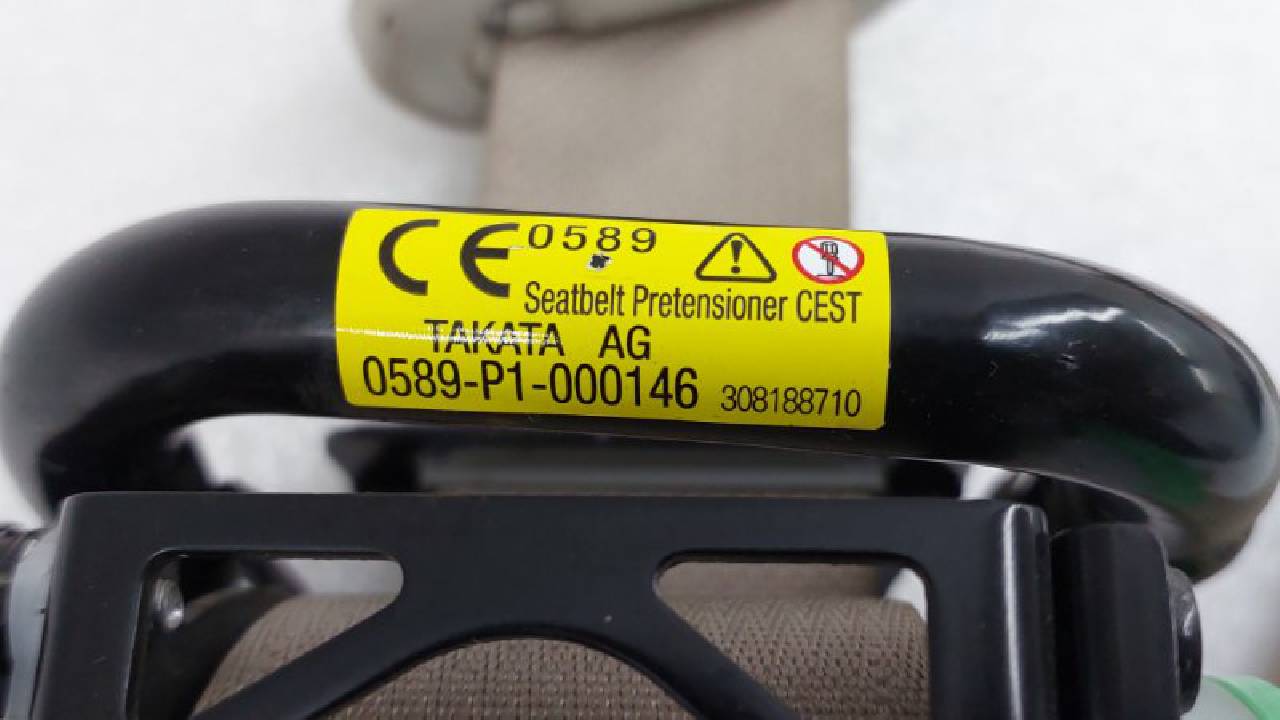 CE 0589
Seatbelt Pretensioner CEST
TAKATA AG
0589-P1-000146 308188710